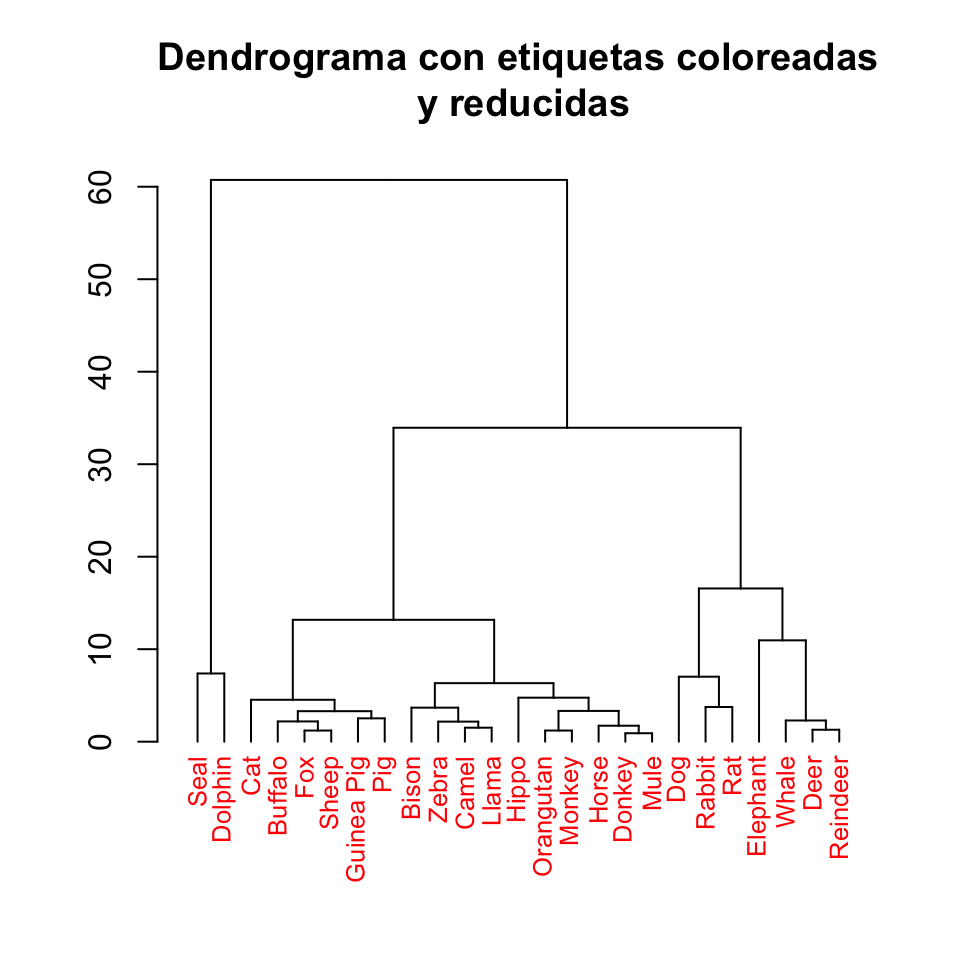 Dendrograma con etiquetas coloreadas
y reducidas
60
50
40
30
20
10
0
Seal
Dolphin
Cat
Buffalo
Fox
Sheep
Guinea Pig
Pig
Bison
Zebra
Camel
Llama
Hippo
Orangutan
Monkey
Horse
Donkey
Mule
Dog
Rabbit
Rat
Elephant
Whale
Deer
Reindeer